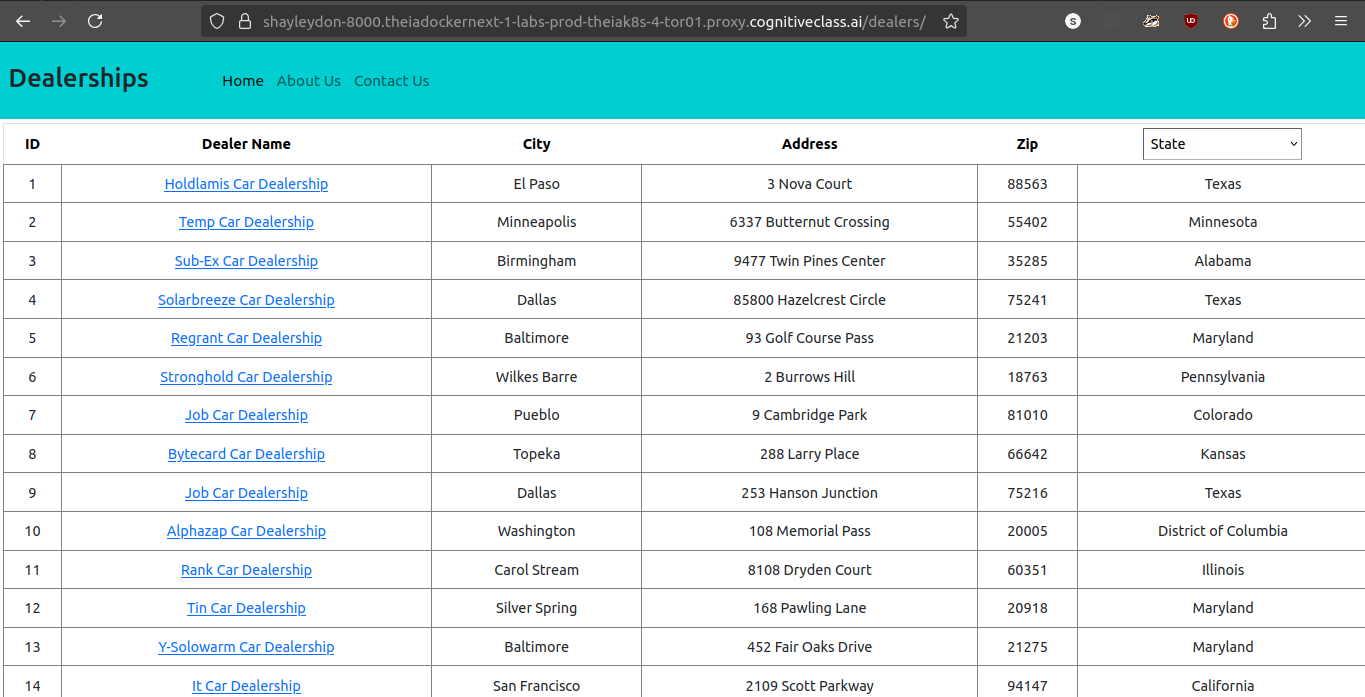 shayleydon-8000.theiadockernext-1-labs-prod-theiak8s-4-tor01.proxy.cognitiveclass.ai/dealers/
S
UD
Dealerships Home About Us Contact Us
ID Dealer Name City Address Zip State
1 Holdlamis Car Dealership El Paso 3 Nova Court 88563 Texas
2 Temp Car Dealership Minneapolis 6337 Butternut Crossing 55402 Minnesota
3 Sub-Ex Car Dealership Birmingham 9477 Twin Pines Center 35285 Alabama
4 Solarbreeze Car Dealership Dallas 85800 Hazelcrest Circle 75241 Texas
5 Regrant Car Dealership Baltimore 93 Golf Course Pass 21203 Maryland
6 Stronghold Car Dealership Wilkes Barre 2 Burrows Hill 18763 Pennsylvania
7 Job Car Dealership Pueblo 9 Cambridge Park 81010 Colorado
8 Bytecard Car Dealership Topeka 288 Larry Place 66642 Kansas
9 Job Car Dealership Dallas 253 Hanson Junction 75216 Texas
10 Alphazap Car Dealership Washington 108 Memorial Pass 20005 District of Columbia
11 Rank Car Dealership Carol Stream 8108 Dryden Court 60351 Illinois
12 Tin Car Dealership Silver Spring 168 Pawling Lane 20918 Maryland
13 Y-Solowarm Car Dealership Baltimore 452 Fair Oaks Drive 21275 Maryland
14 It Car Dealership San Francisco 2109 Scott Parkway 94147 California